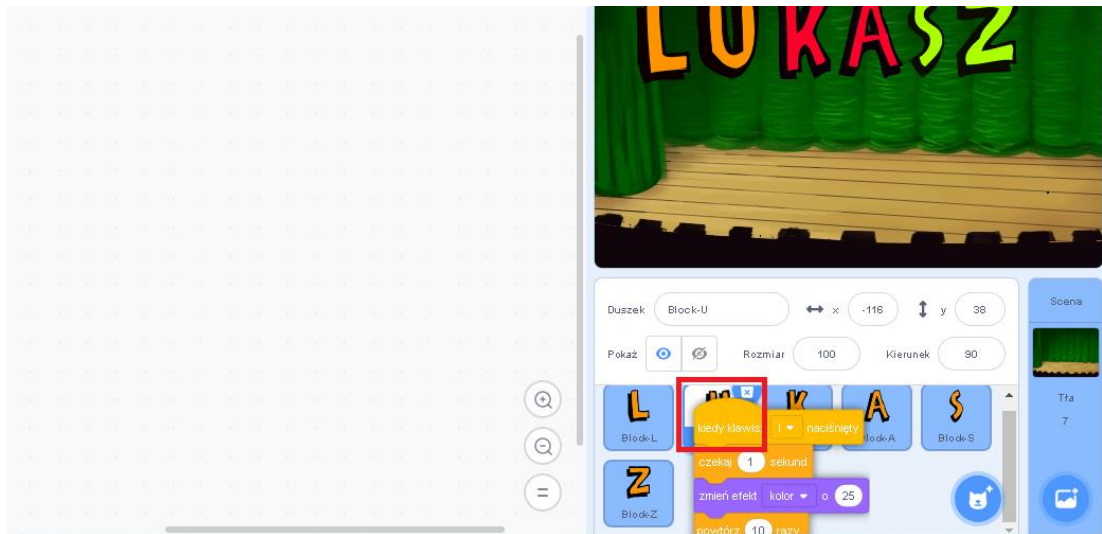 LUKASZ
Duszek Block-U x -116 y 38
Pokaż Rozmiar 100 Kierunek 90
Scena
Tła
7
L U K A S
Block-L Block-A Block-S
kiedy klawisz l naciśnięty
czekaj 1 sekund
zmień efekt kolor o 25
powtórz 10 razy
Z
Block-Z